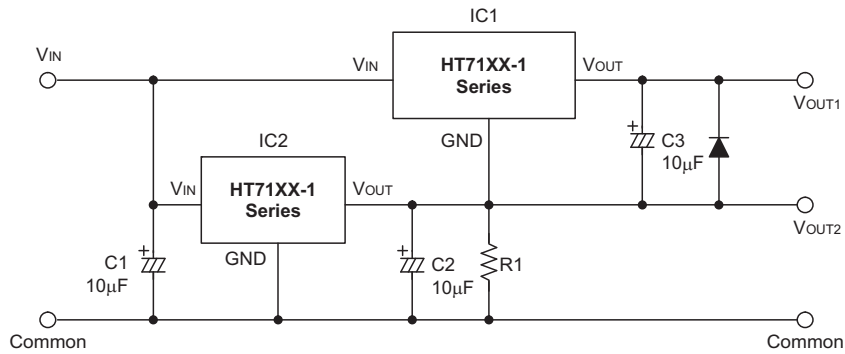 IC1
VIN
VIN
HT71XX-1
Series
VOUT
VOUT1
GND
+
C3
10μF
IC2
VIN
HT71XX-1
Series
VOUT
VOUT2
GND
+
C1
10μF
+
C2
10μF
R1
Common
Common